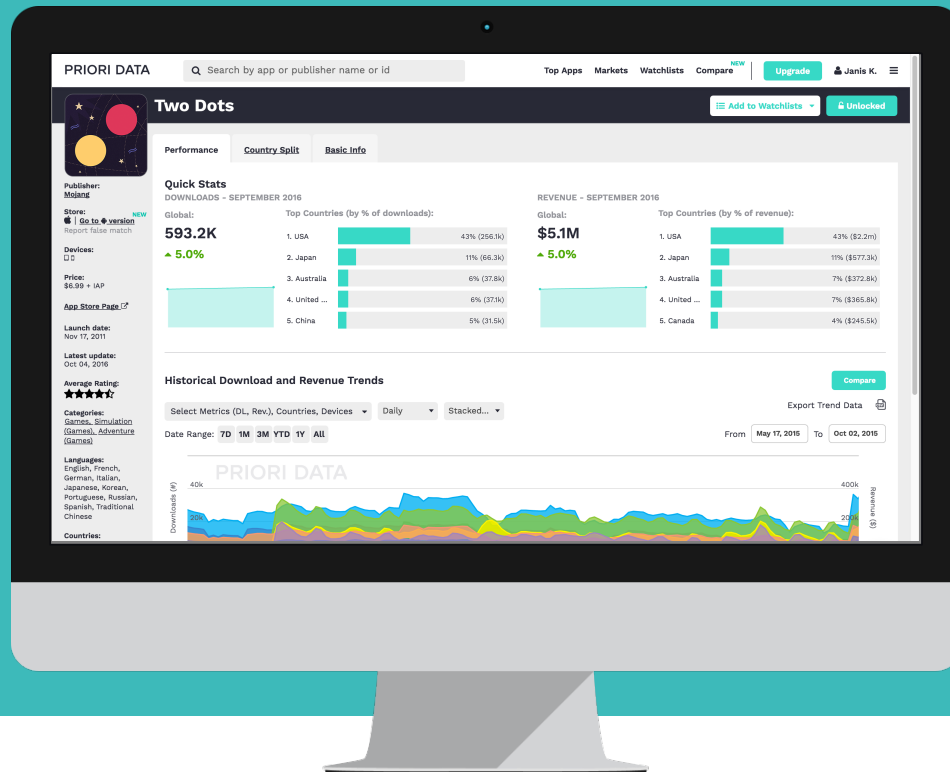 PRIORI DATA
Search by app or publisher name or id
Top Apps Markets Watchlists Compare NEW Upgrade Janis K.
Two Dots
Add to Watchlists Unlocked
Performance Country Split Basic Info
Publisher:
Mojang
Store: NEW
Go to version
Report false match
Devices:
Price:
$6.99 + IAP
App Store Page
Launch date:
Nov 17, 2011
Latest update:
Oct 04, 2016
Average Rating:
Categories:
Games, Simulation
(Games), Adventure
(Games)
Languages:
English, French,
German, Italian,
Japanese, Korean,
Portuguese, Russian,
Spanish, Traditional
Chinese
Countries:
Quick Stats
DOWNLOADS - SEPTEMBER 2016
Global:
593.2K
5.0%
Top Countries (by % of downloads):
1. USA 43% (256.1k)
2. Japan 11% (66.3k)
3. Australia 6% (37.8k)
4. United ... 6% (37.1k)
5. China 5% (31.5k)
REVENUE - SEPTEMBER 2016
Global:
$5.1M
5.0%
Top Countries (by % of revenue):
1. USA 43% ($2.2m)
2. Japan 11% ($577.3k)
3. Australia 7% ($372.8k)
4. United ... 7% ($365.8k)
5. Canada 4% ($245.5k)
Historical Download and Revenue Trends
Compare
Select Metrics (DL, Rev.), Countries, Devices Daily Stacked...
Export Trend Data
Date Range: 7D 1M 3M YTD 1Y All
From May 17, 2015 To Oct 02, 2015
PRIORI DATA
40k 400k
20k 200k
Downloads (#)
Revenue ($)